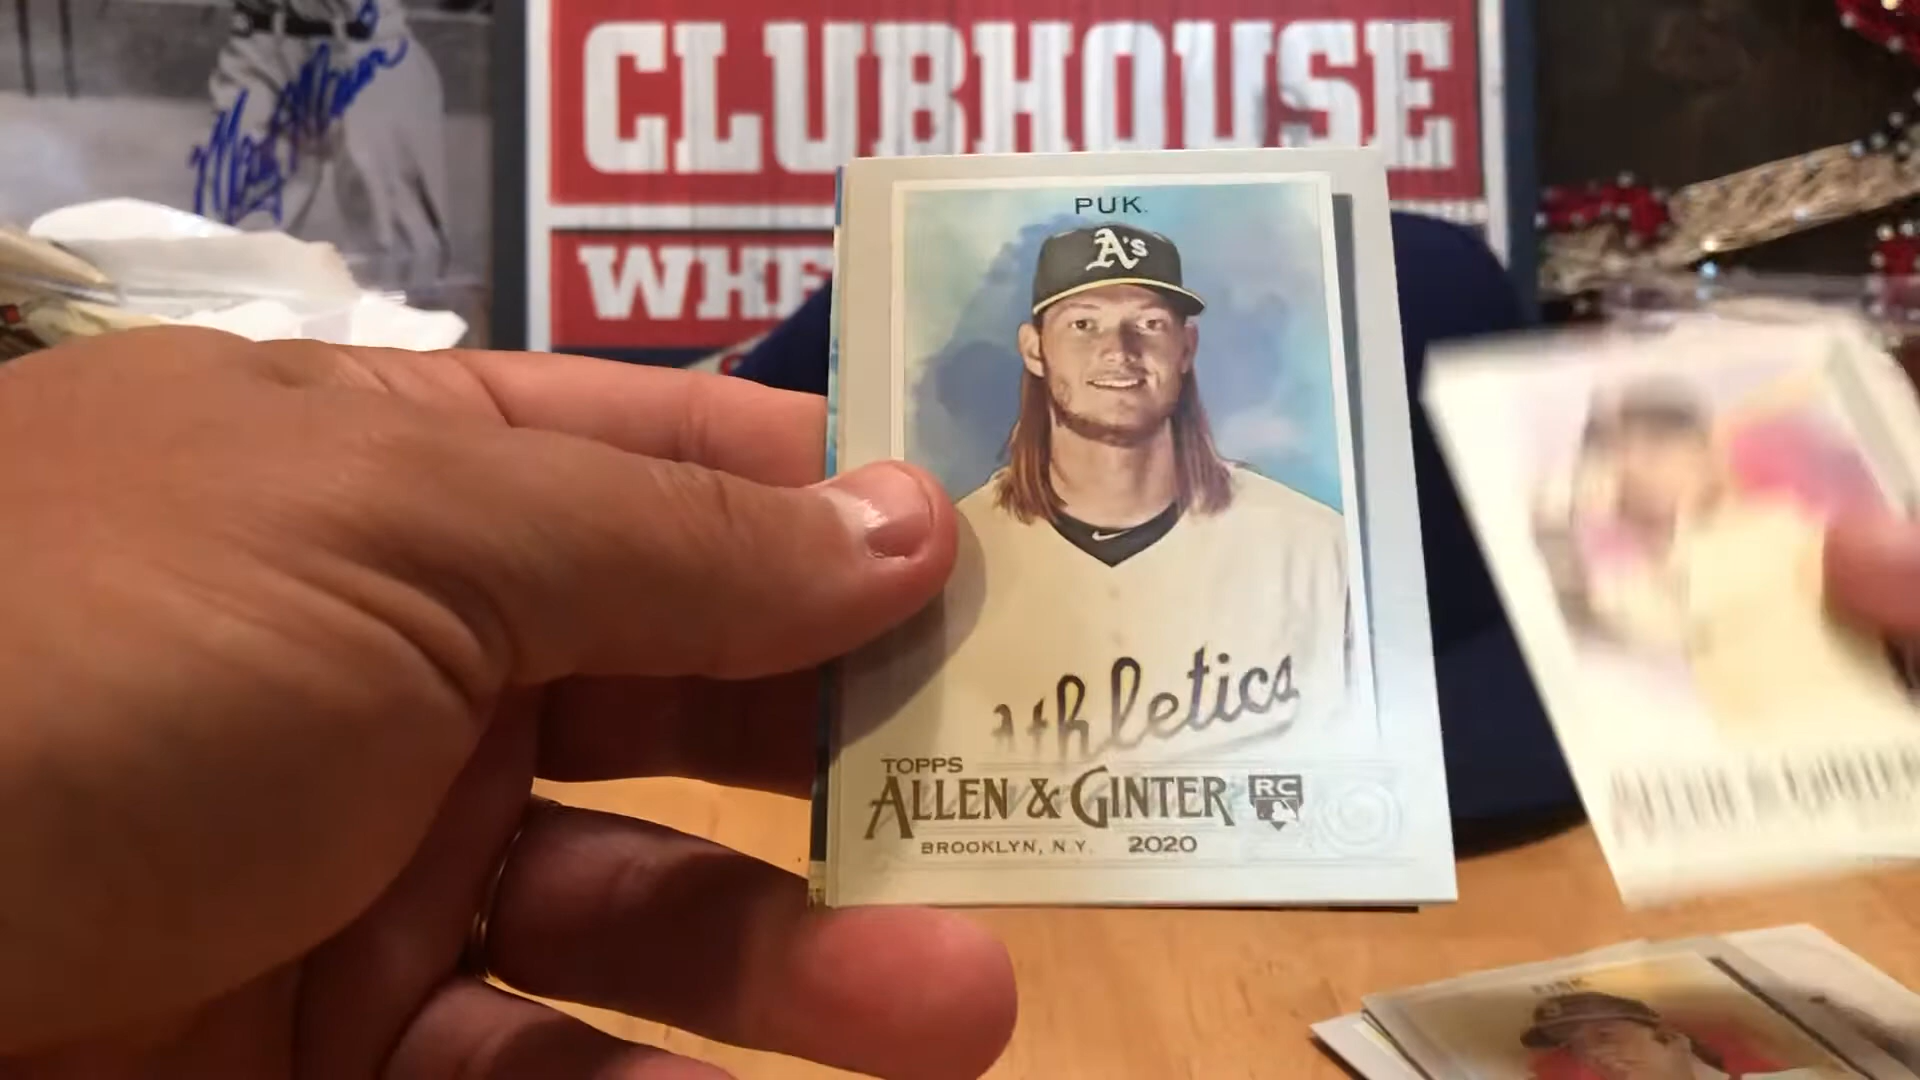 CLUBHOUSE
PUK.
A's
Athletics
TOPPS
ALLEN & GINTER
RC
BROOKLYN, N.Y. 2020